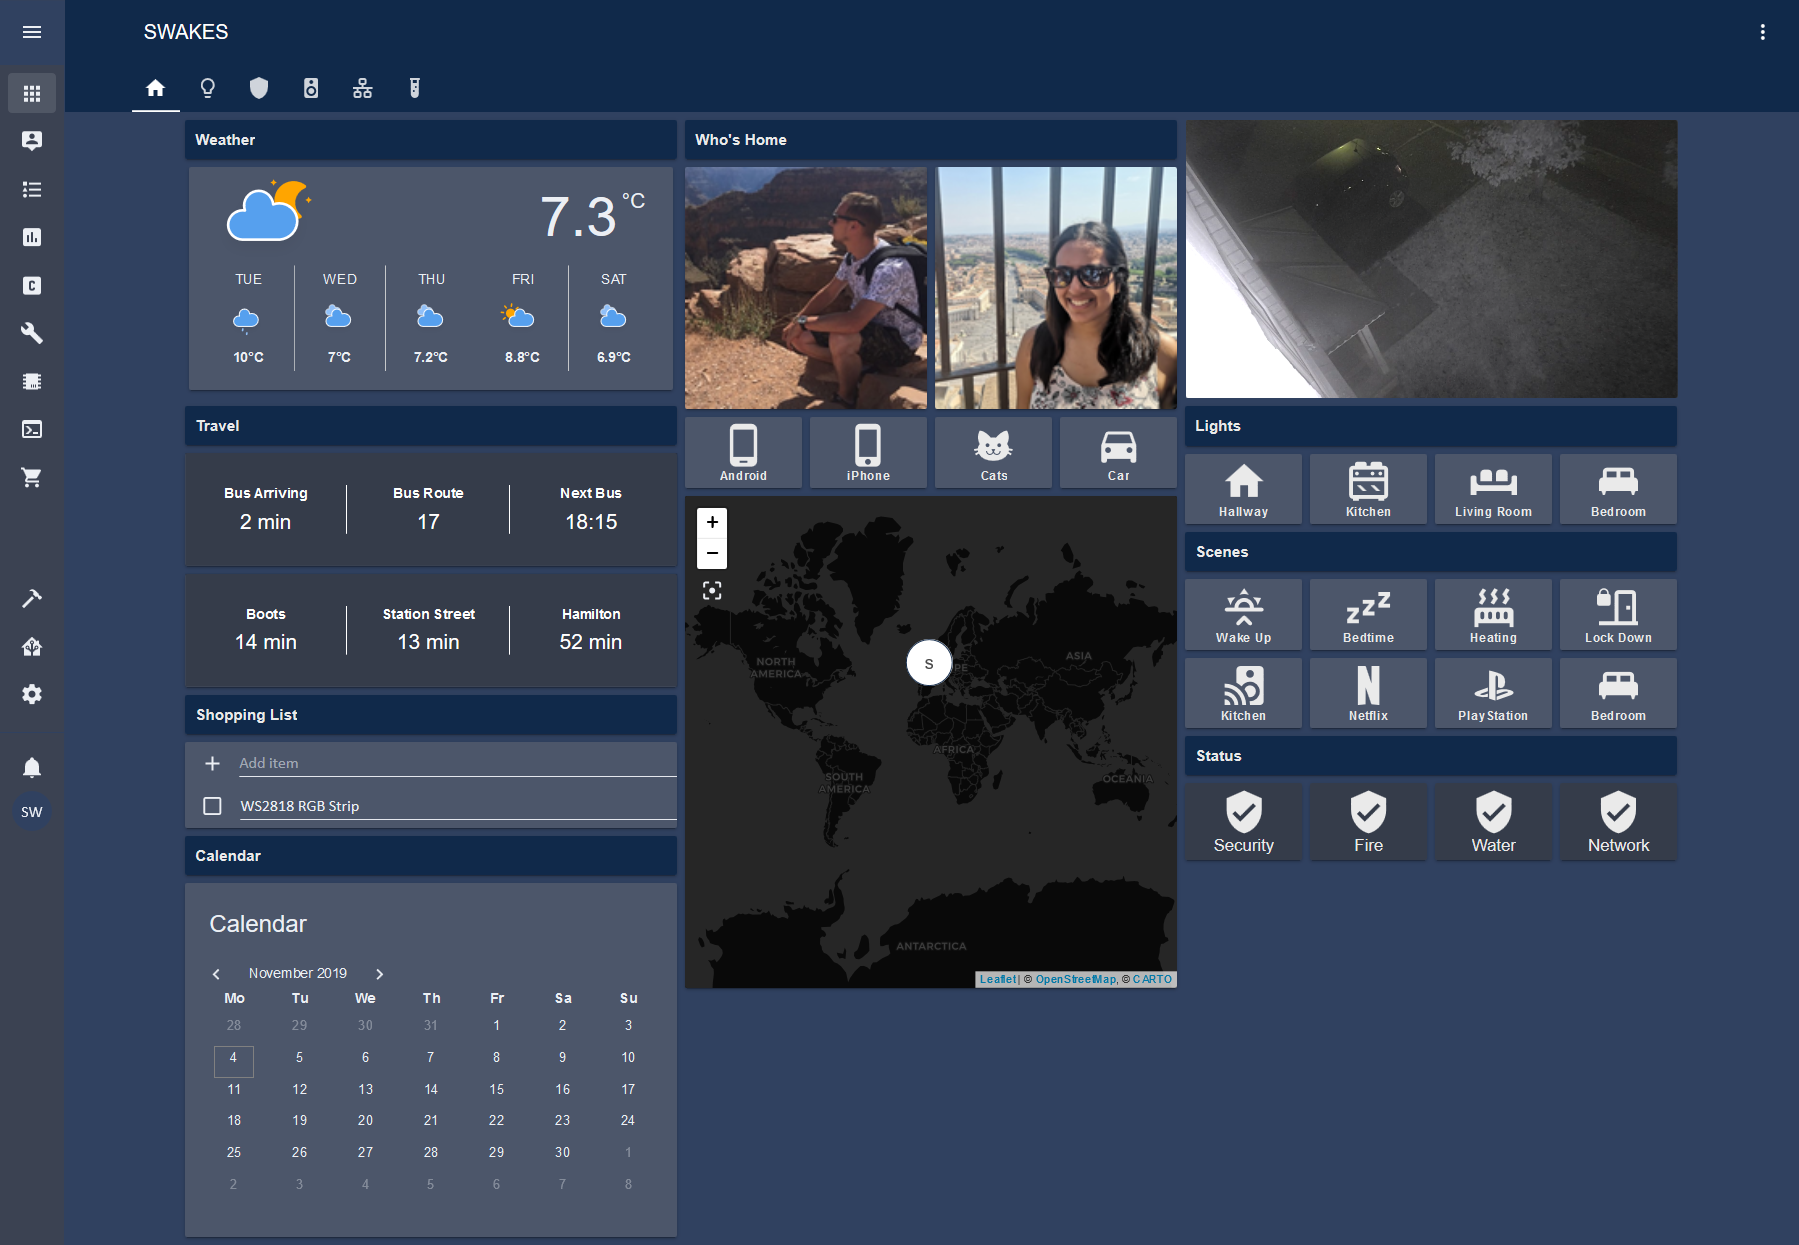 SWAKES
Weather
7.3 °C
TUE WED THU FRI SAT
10°C 7°C 7.2°C 8.8°C 6.9°C
Travel
Bus Arriving Bus Route Next Bus
2 min 17 18:15
Boots Station Street Hamilton
14 min 13 min 52 min
Shopping List
Add item
WS2818 RGB Strip
Calendar
Calendar
November 2019
Mo Tu We Th Fr Sa Su
28 29 30 31 1 2 3
4 5 6 7 8 9 10
11 12 13 14 15 16 17
18 19 20 21 22 23 24
25 26 27 28 29 30 1
2 3 4 5 6 7 8
Who's Home
Android iPhone Cats Car
+
−
NORTH
AMERICA
S
PE
ASIA
AFRICA
SOUTH
AMERICA
OCEANIA
ANTARCTICA
Leaflet | © OpenStreetMap, © CARTO
Lights
Hallway Kitchen Living Room Bedroom
Scenes
Wake Up Bedtime Heating Lock Down
Kitchen Netflix PlayStation Bedroom
Status
Security Fire Water Network
C
SW